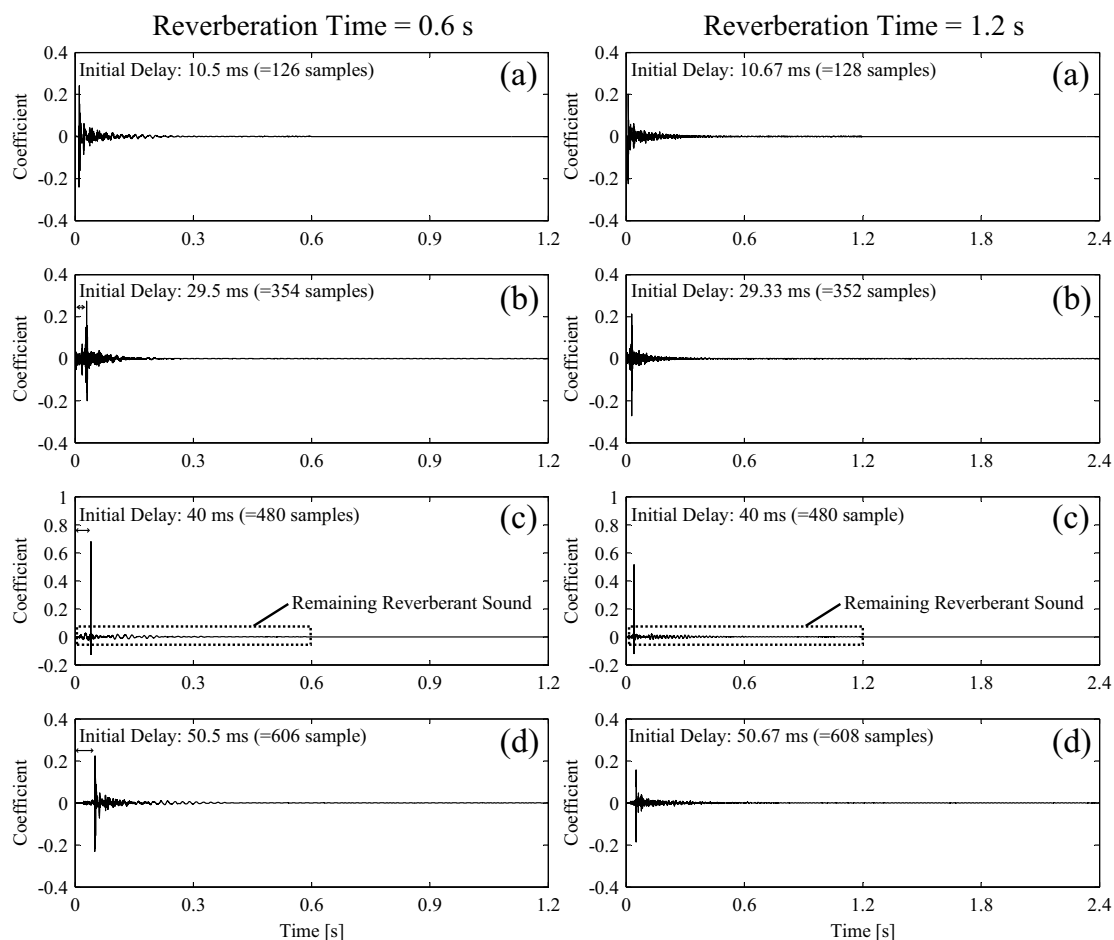 Reverberation Time = 0.6 s
Reverberation Time = 1.2 s
0.4
Initial Delay: 10.5 ms (=126 samples)
(a)
0.2
0
-0.2
-0.4
Coefficient
0
0.3
0.6
0.9
1.2
0.4
Initial Delay: 10.67 ms (=128 samples)
(a)
0.2
0
-0.2
-0.4
Coefficient
0
0.6
1.2
1.8
2.4
0.4
Initial Delay: 29.5 ms (=354 samples)
(b)
0.2
0
-0.2
-0.4
Coefficient
0
0.3
0.6
0.9
1.2
0.4
Initial Delay: 29.33 ms (=352 samples)
(b)
0.2
0
-0.2
-0.4
Coefficient
0
0.6
1.2
1.8
2.4
1
Initial Delay: 40 ms (=480 samples)
(c)
0.8
0.6
0.4
0.2
0
-0.2
Coefficient
Remaining Reverberant Sound
0
0.3
0.6
0.9
1.2
1
Initial Delay: 40 ms (=480 sample)
(c)
0.8
0.6
0.4
0.2
0
-0.2
Coefficient
Remaining Reverberant Sound
0
0.6
1.2
1.8
2.4
0.4
Initial Delay: 50.5 ms (=606 sample)
(d)
0.2
0
-0.2
-0.4
Coefficient
0
0.3
0.6
0.9
1.2
Time [s]
0.4
Initial Delay: 50.67 ms (=608 samples)
(d)
0.2
0
-0.2
-0.4
Coefficient
0
0.6
1.2
1.8
2.4
Time [s]